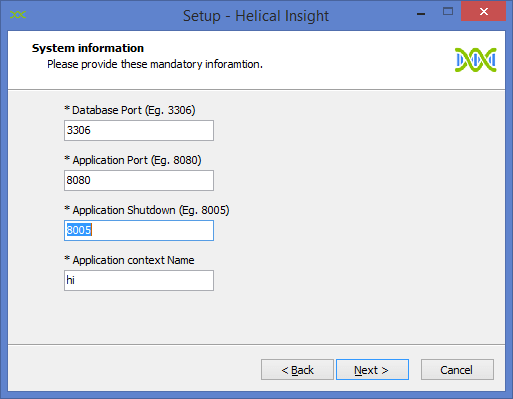 Setup - Helical Insight
System information
Please provide these mandatory inforamtion.
* Database Port (Eg. 3306)
3306
* Application Port (Eg. 8080)
8080
* Application Shutdown (Eg. 8005)
8005
* Application context Name
hi
< Back Next > Cancel